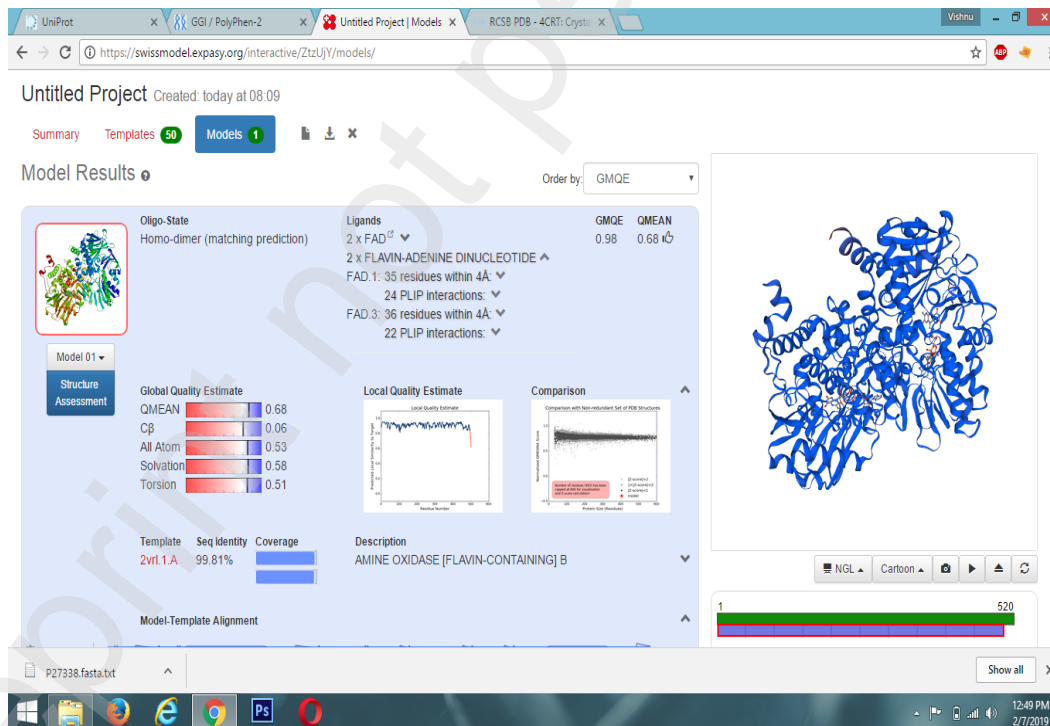 UniProt
GGI / PolyPhen-2
Untitled Project | Models
RCSB PDB - 4CRT: Crysta
Vishnu
https://swissmodel.expasy.org/interactive/ZtzUjY/models/
ABP
Untitled Project Created: today at 08:09
Summary Templates 50 Models 1
Model Results
Order by: GMQE
Oligo-State
Homo-dimer (matching prediction)
Ligands
2 x FAD
2 x FLAVIN-ADENINE DINUCLEOTIDE
FAD.1: 35 residues within 4Å:
24 PLIP interactions:
FAD.3: 36 residues within 4Å:
22 PLIP interactions:
GMQE QMEAN
0.98 0.68
Model 01
Structure
Assessment
Global Quality Estimate
QMEAN 0.68
Cβ 0.06
All Atom 0.53
Solvation 0.58
Torsion 0.51
Local Quality Estimate
Local Quality Estimate
Residue Number
Comparison
Comparison with Non-redundant Set of PDB Structures
Protein Size (Residues)
Template Seq Identity Coverage Description
2vrl.1.A 99.81% AMINE OXIDASE [FLAVIN-CONTAINING] B
Model-Template Alignment
NGL Cartoon
1 520
P27338.fasta.txt
Show all
Ps
12:49 PM
2/7/2019